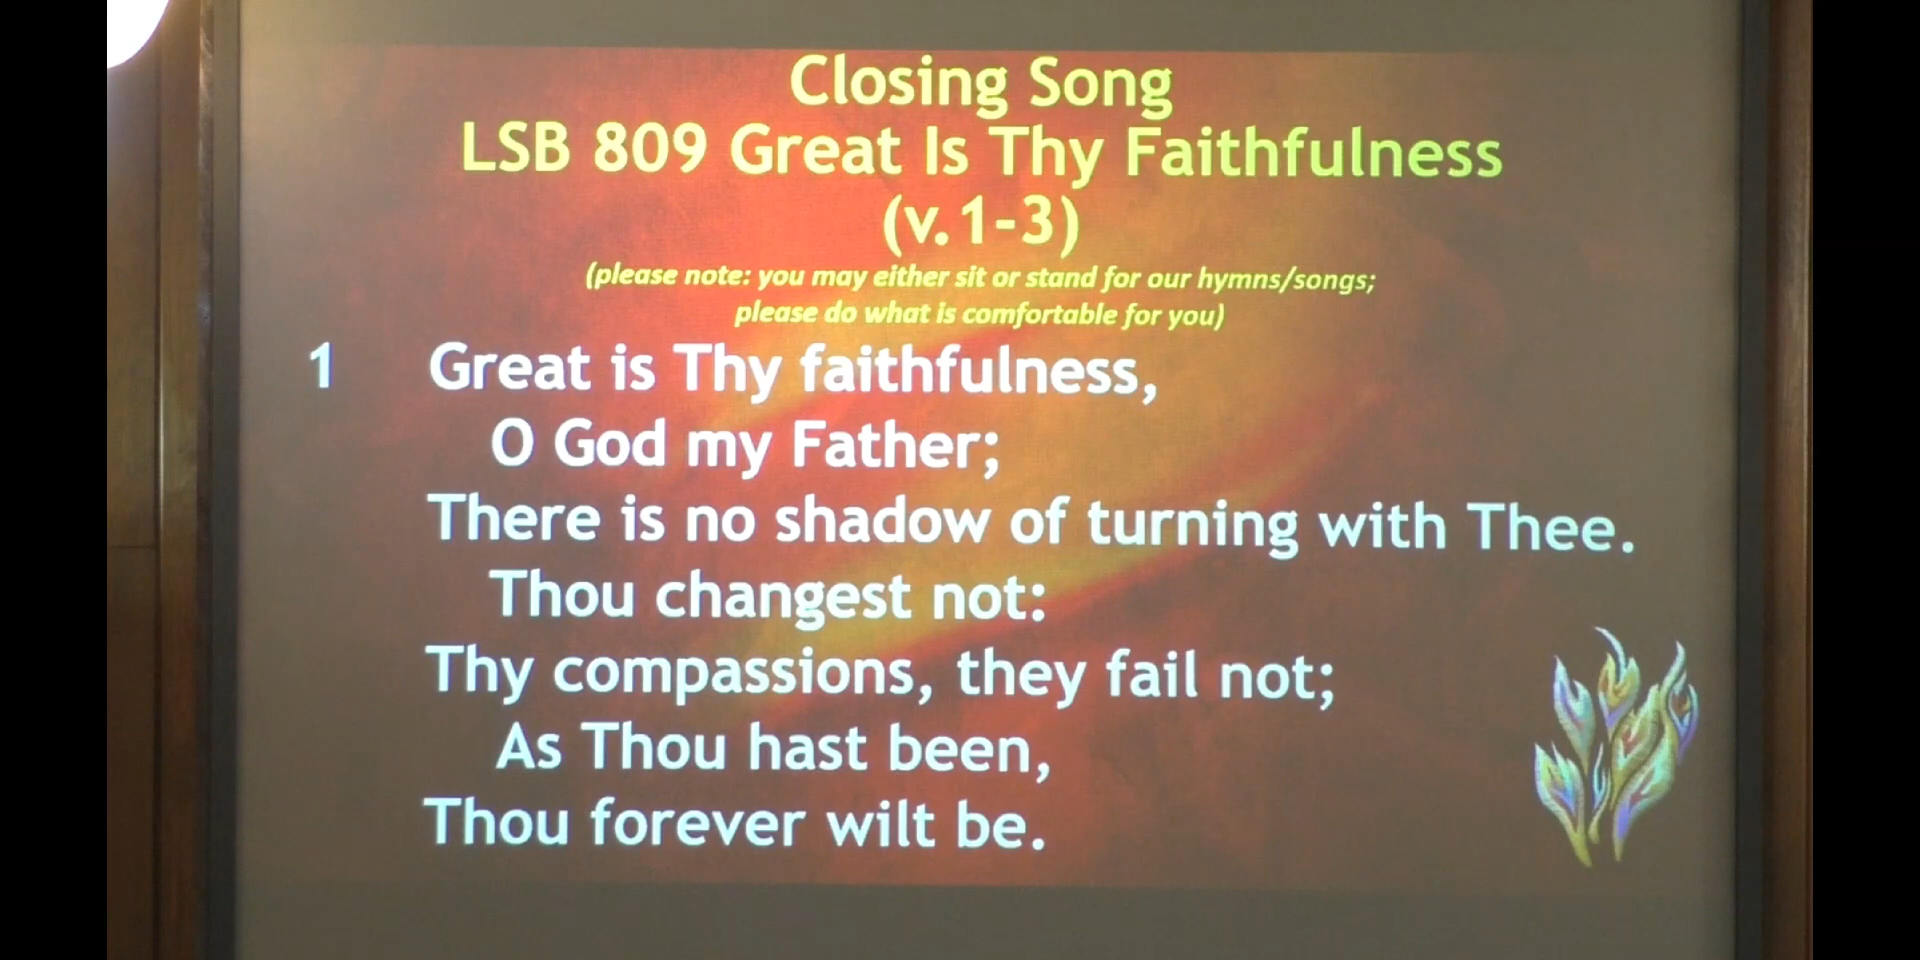 Closing Song
LSB 809 Great Is Thy Faithfulness
(v.1-3)
(please note: you may either sit or stand for our hymns/songs;
please do what is comfortable for you)
1 Great is Thy faithfulness,
O God my Father;
There is no shadow of turning with Thee.
Thou changest not:
Thy compassions, they fail not;
As Thou hast been,
Thou forever wilt be.